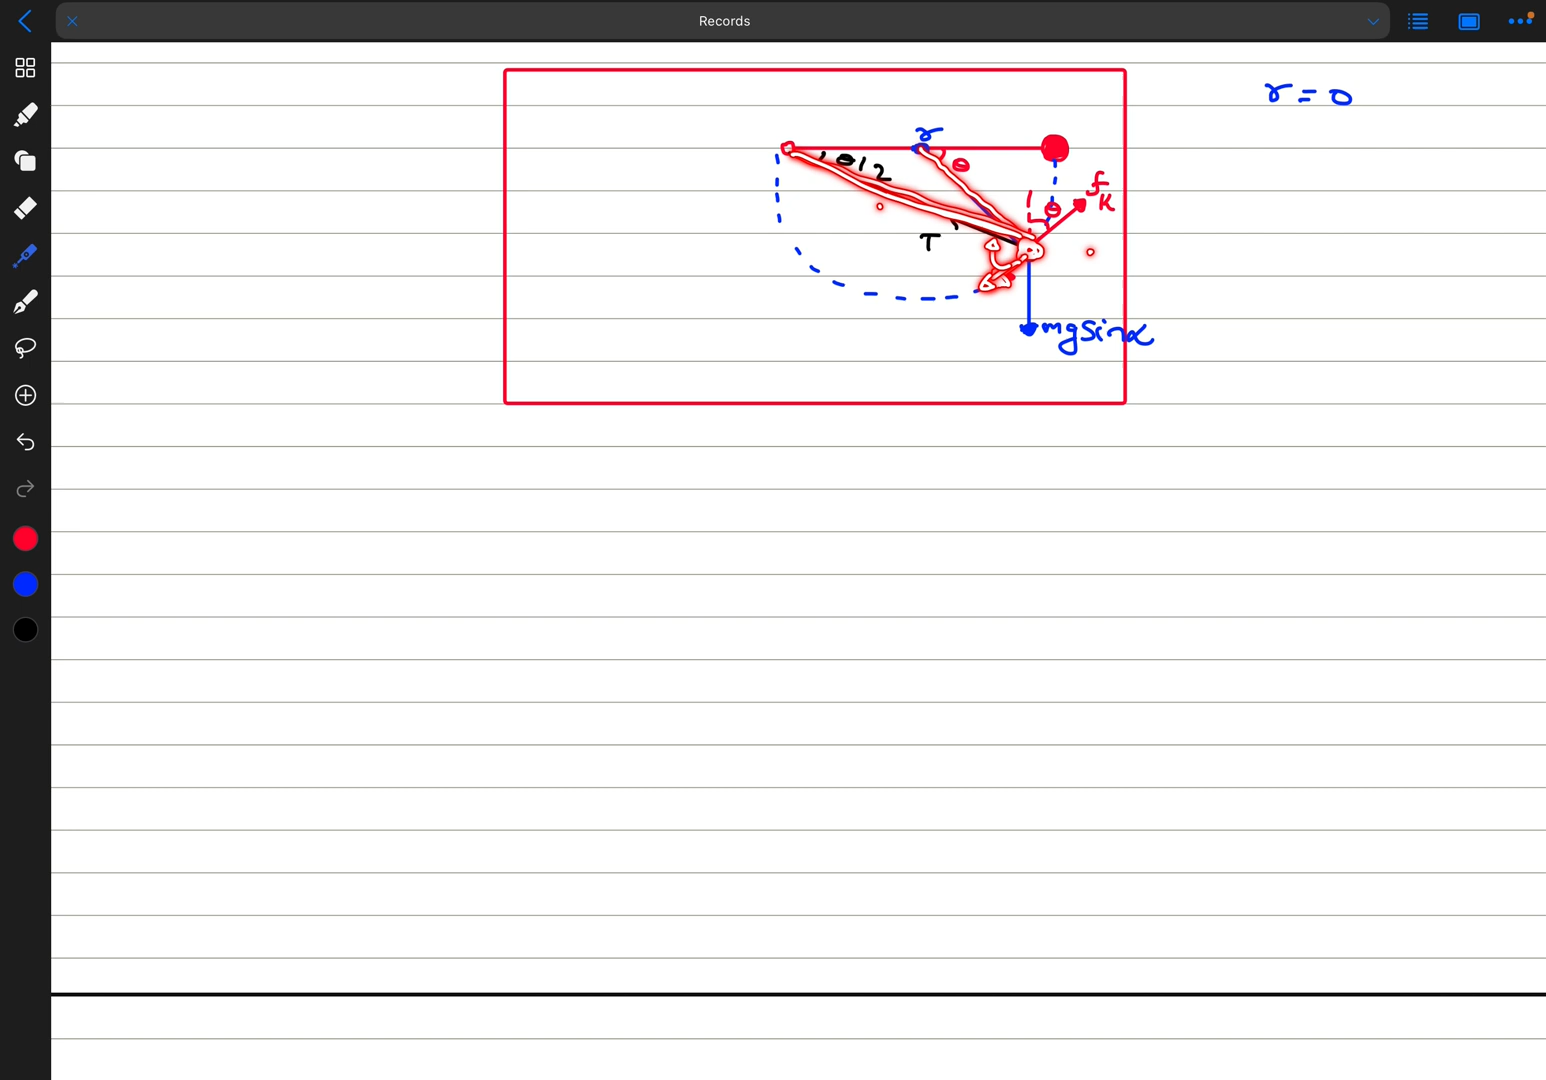 Records
r = 0
r
θ/2
θ
f
k
θ
T
mg sin α